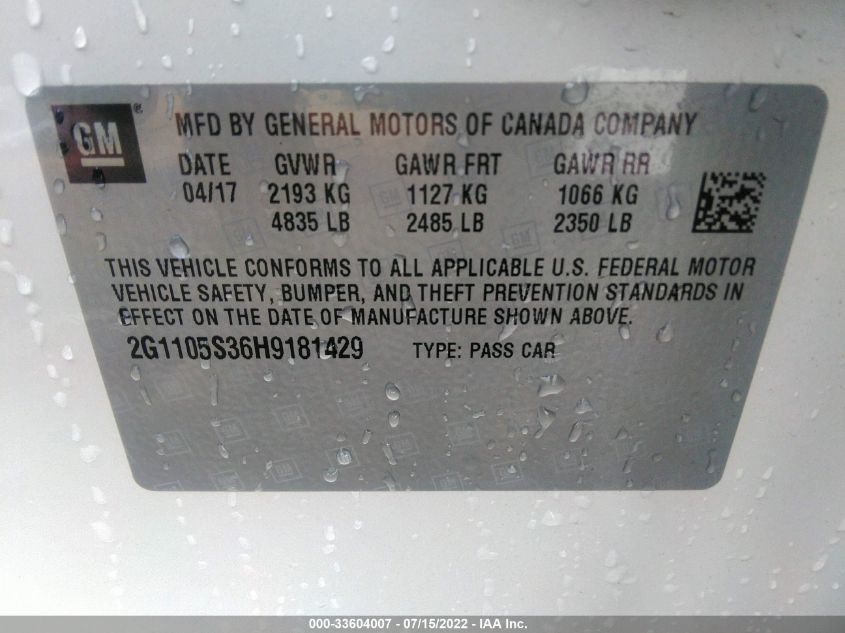 GM ®
MFD BY GENERAL MOTORS OF CANADA COMPANY
DATE GVWR GAWR FRT GAWR RR
04/17 2193 KG 1127 KG 1066 KG
4835 LB 2485 LB 2350 LB
THIS VEHICLE CONFORMS TO ALL APPLICABLE U.S. FEDERAL MOTOR
VEHICLE SAFETY, BUMPER, AND THEFT PREVENTION STANDARDS IN
EFFECT ON THE DATE OF MANUFACTURE SHOWN ABOVE.
2G1105S36H9181429 TYPE: PASS CAR
000-33604007 - 07/15/2022 - IAA Inc.